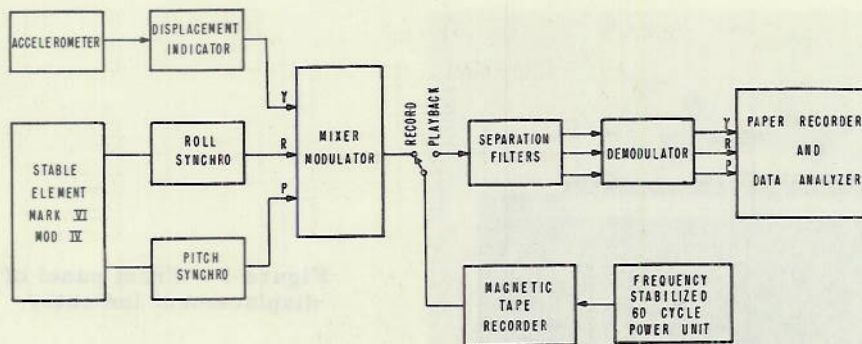 ACCELEROMETER
DISPLACEMENT
INDICATOR
STABLE
ELEMENT
MARK VI
MOD IV
ROLL
SYNCHRO
PITCH
SYNCHRO
Y
R
P
MIXER
MODULATOR
RECORD
PLAYBACK
SEPARATION
FILTERS
DEMODULATOR
Y
R
P
PAPER RECORDER
AND
DATA ANALYZER
MAGNETIC
TAPE
RECORDER
FREQUENCY
STABILIZED
60 CYCLE
POWER UNIT